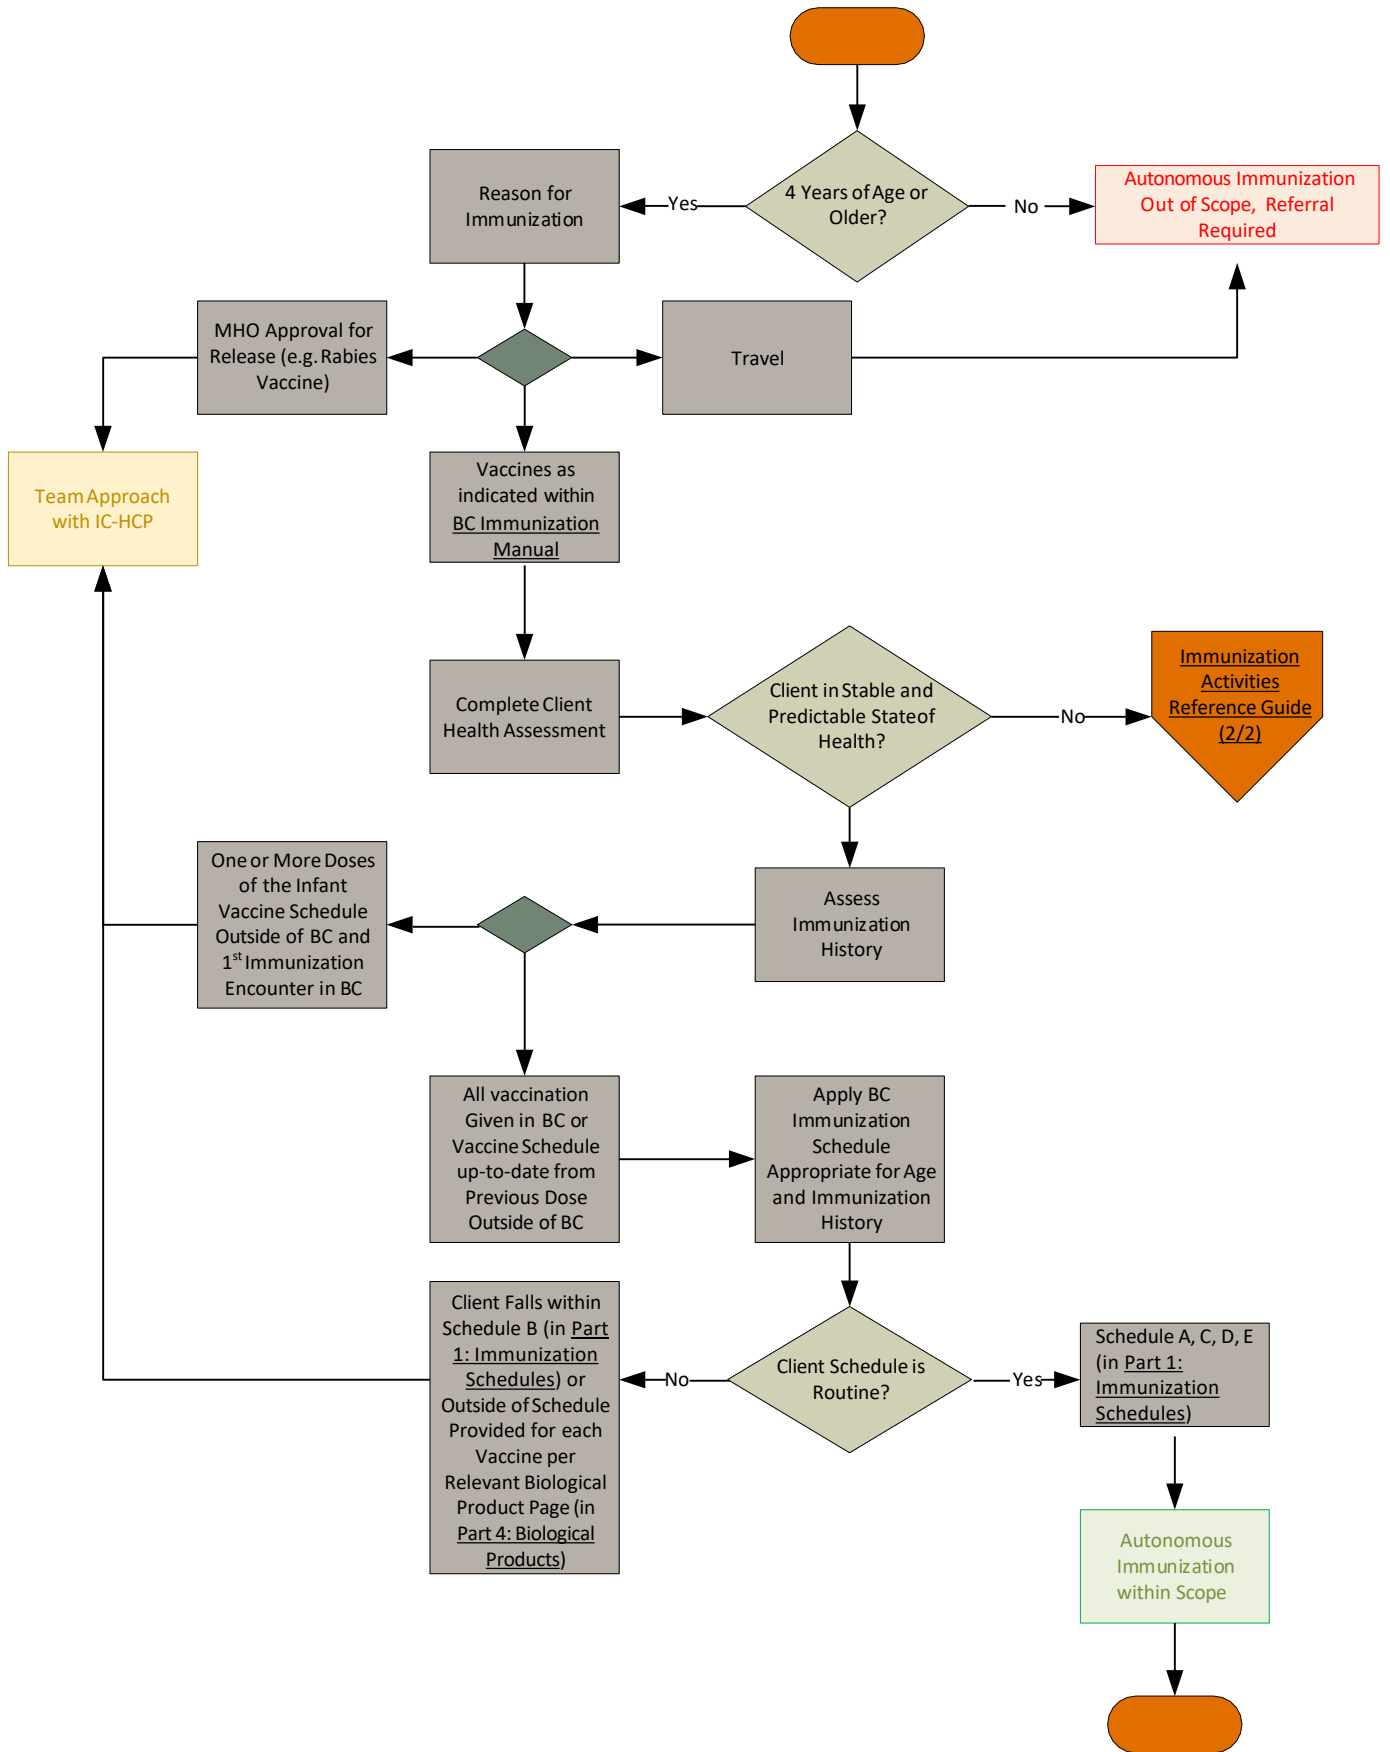 4 Years of Age or
Older?
Yes
No
Reason for
Immunization
Autonomous Immunization
Out of Scope, Referral
Required
MHO Approval for
Release (e.g. Rabies
Vaccine)
Travel
Team Approach
with IC-HCP
Vaccines as
indicated within
BC Immunization
Manual
Complete Client
Health Assessment
Client in Stable and
Predictable State of
Health?
No
Immunization
Activities
Reference Guide
(2/2)
One or More Doses
of the Infant
Vaccine Schedule
Outside of BC and
1st Immunization
Encounter in BC
Assess
Immunization
History
All vaccination
Given in BC or
Vaccine Schedule
up-to-date from
Previous Dose
Outside of BC
Apply BC
Immunization
Schedule
Appropriate for Age
and Immunization
History
Client Falls within
Schedule B (in Part
1: Immunization
Schedules) or
Outside of Schedule
Provided for each
Vaccine per
Relevant Biological
Product Page (in
Part 4: Biological
Products)
No
Client Schedule is
Routine?
Yes
Schedule A, C, D, E
(in Part 1:
Immunization
Schedules)
Autonomous
Immunization
within Scope